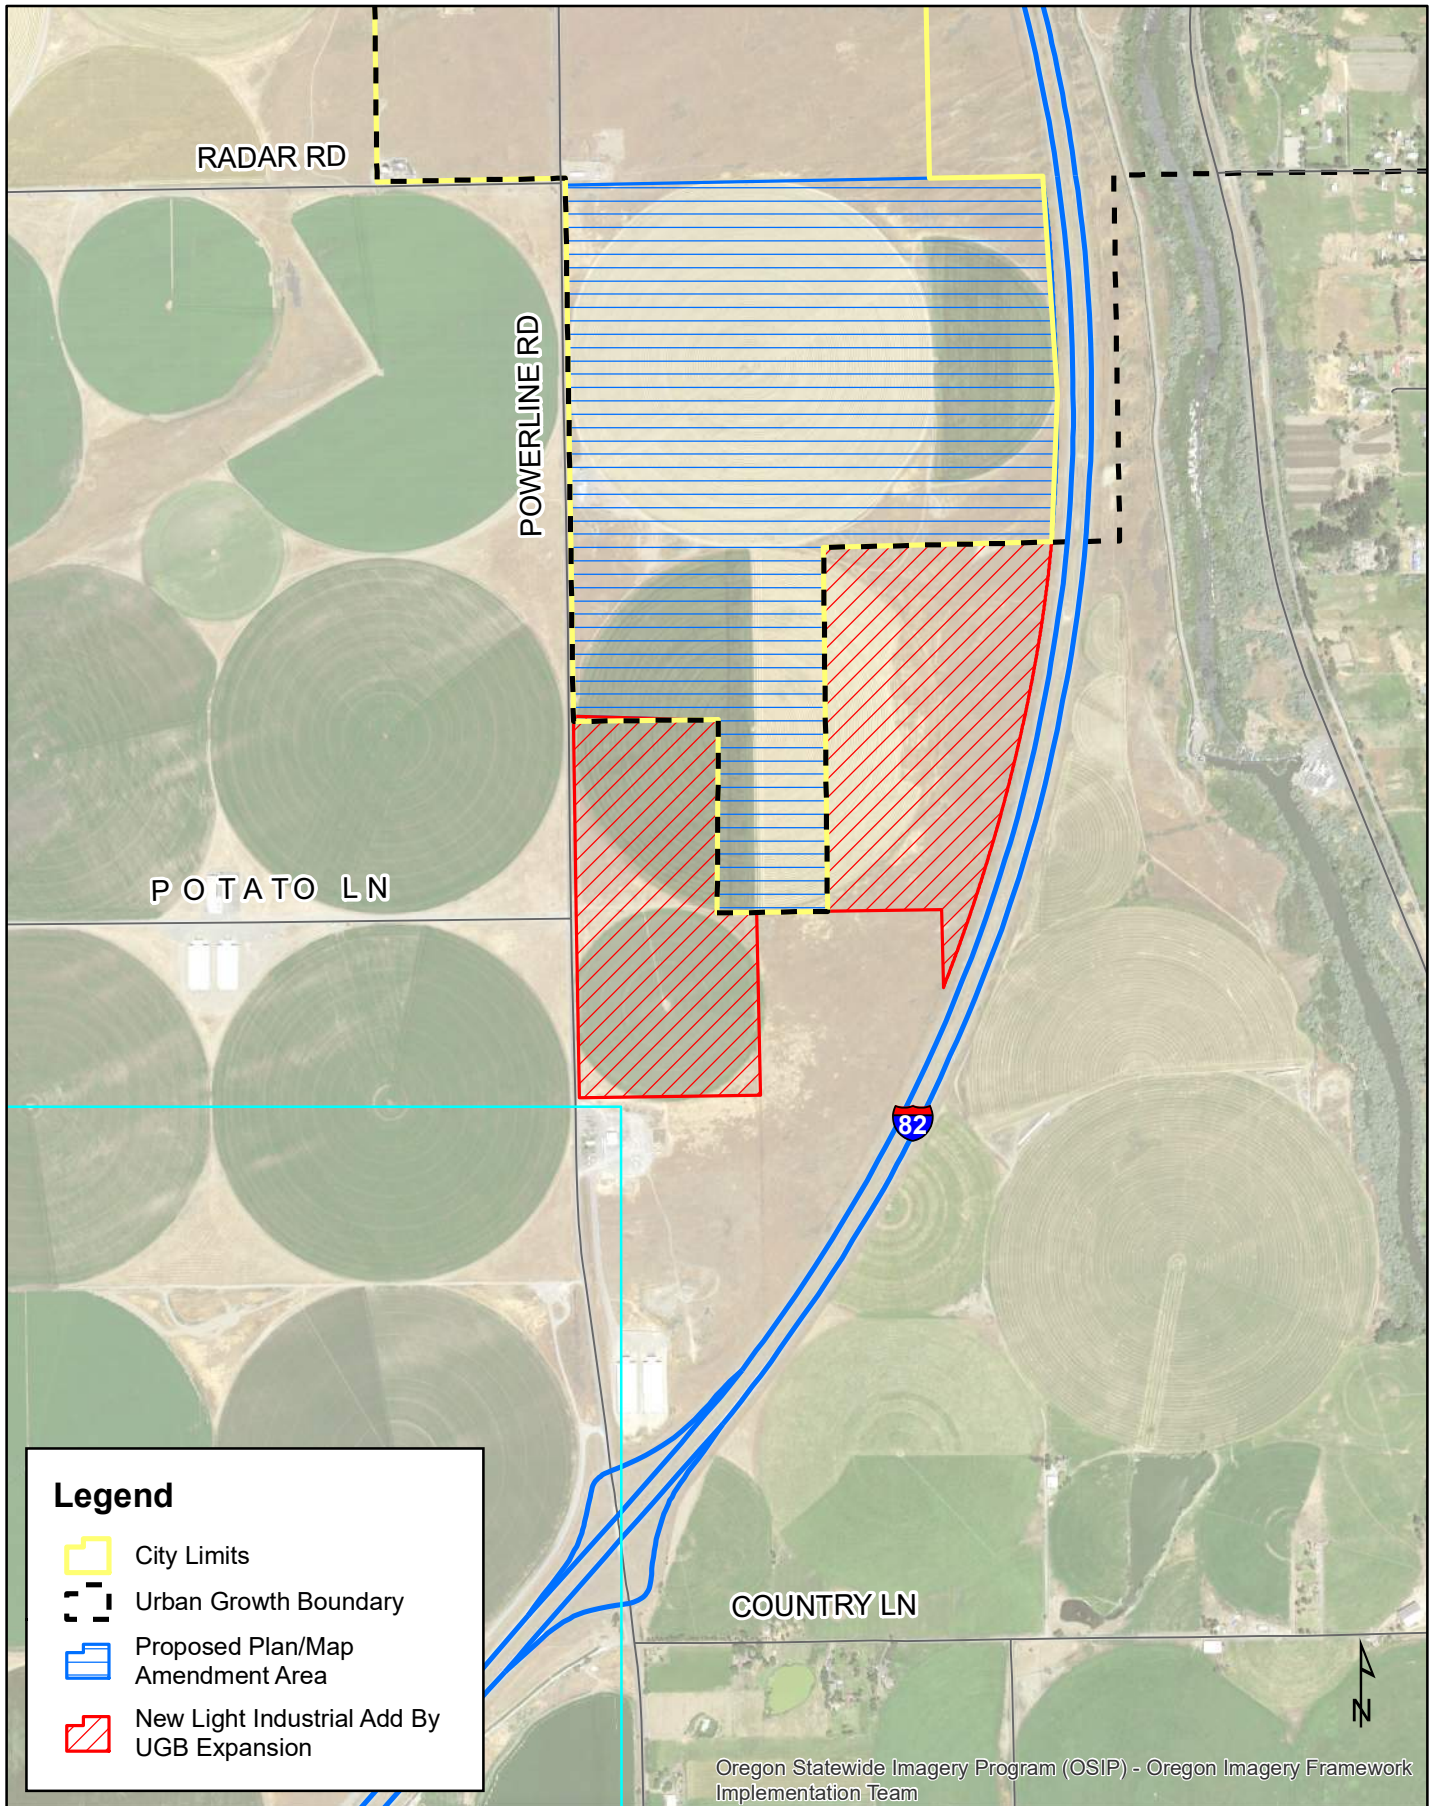 RADAR RD
POWERLINE RD
POTATO LN
82
COUNTRY LN
Legend
City Limits
Urban Growth Boundary
Proposed Plan/Map
Amendment Area
New Light Industrial Add By
UGB Expansion
N
Oregon Statewide Imagery Program (OSIP) - Oregon Imagery Framework
Implementation Team